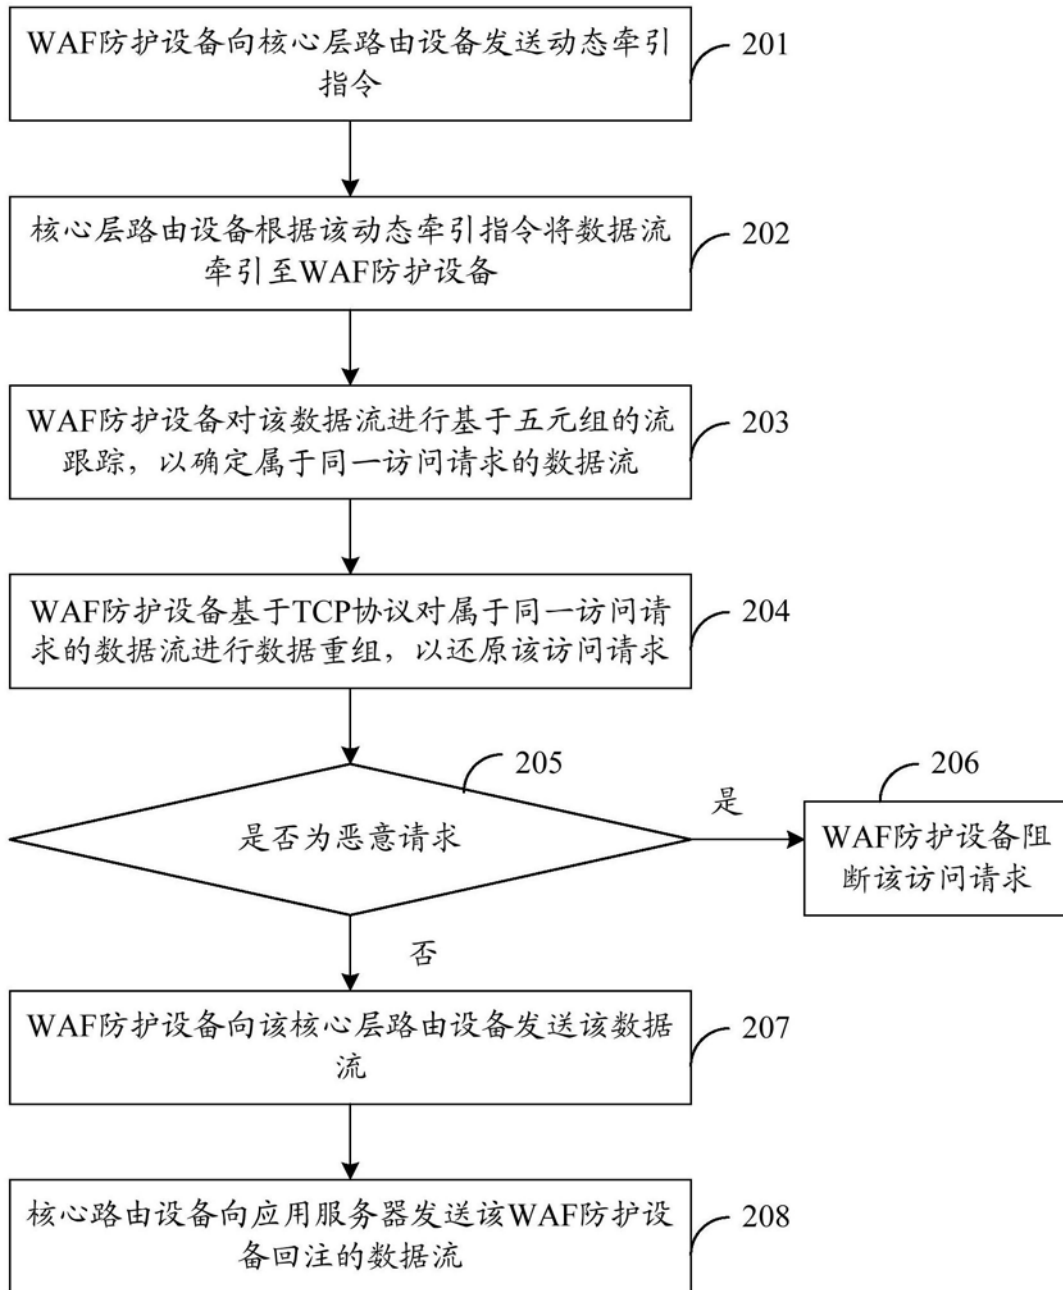 WAF防护设备向核心层路由设备发送动态牵引
指令
201
核心层路由设备根据该动态牵引指令将数据流
牵引至WAF防护设备
202
WAF防护设备对该数据流进行基于五元组的流
跟踪，以确定属于同一访问请求的数据流
203
WAF防护设备基于TCP协议对属于同一访问请
求的数据流进行数据重组，以还原该访问请求
204
是否为恶意请求
205
是
206
WAF防护设备阻
断该访问请求
否
WAF防护设备向该核心层路由设备发送该数据
流
207
核心路由设备向应用服务器发送该WAF防护设
备回注的数据流
208